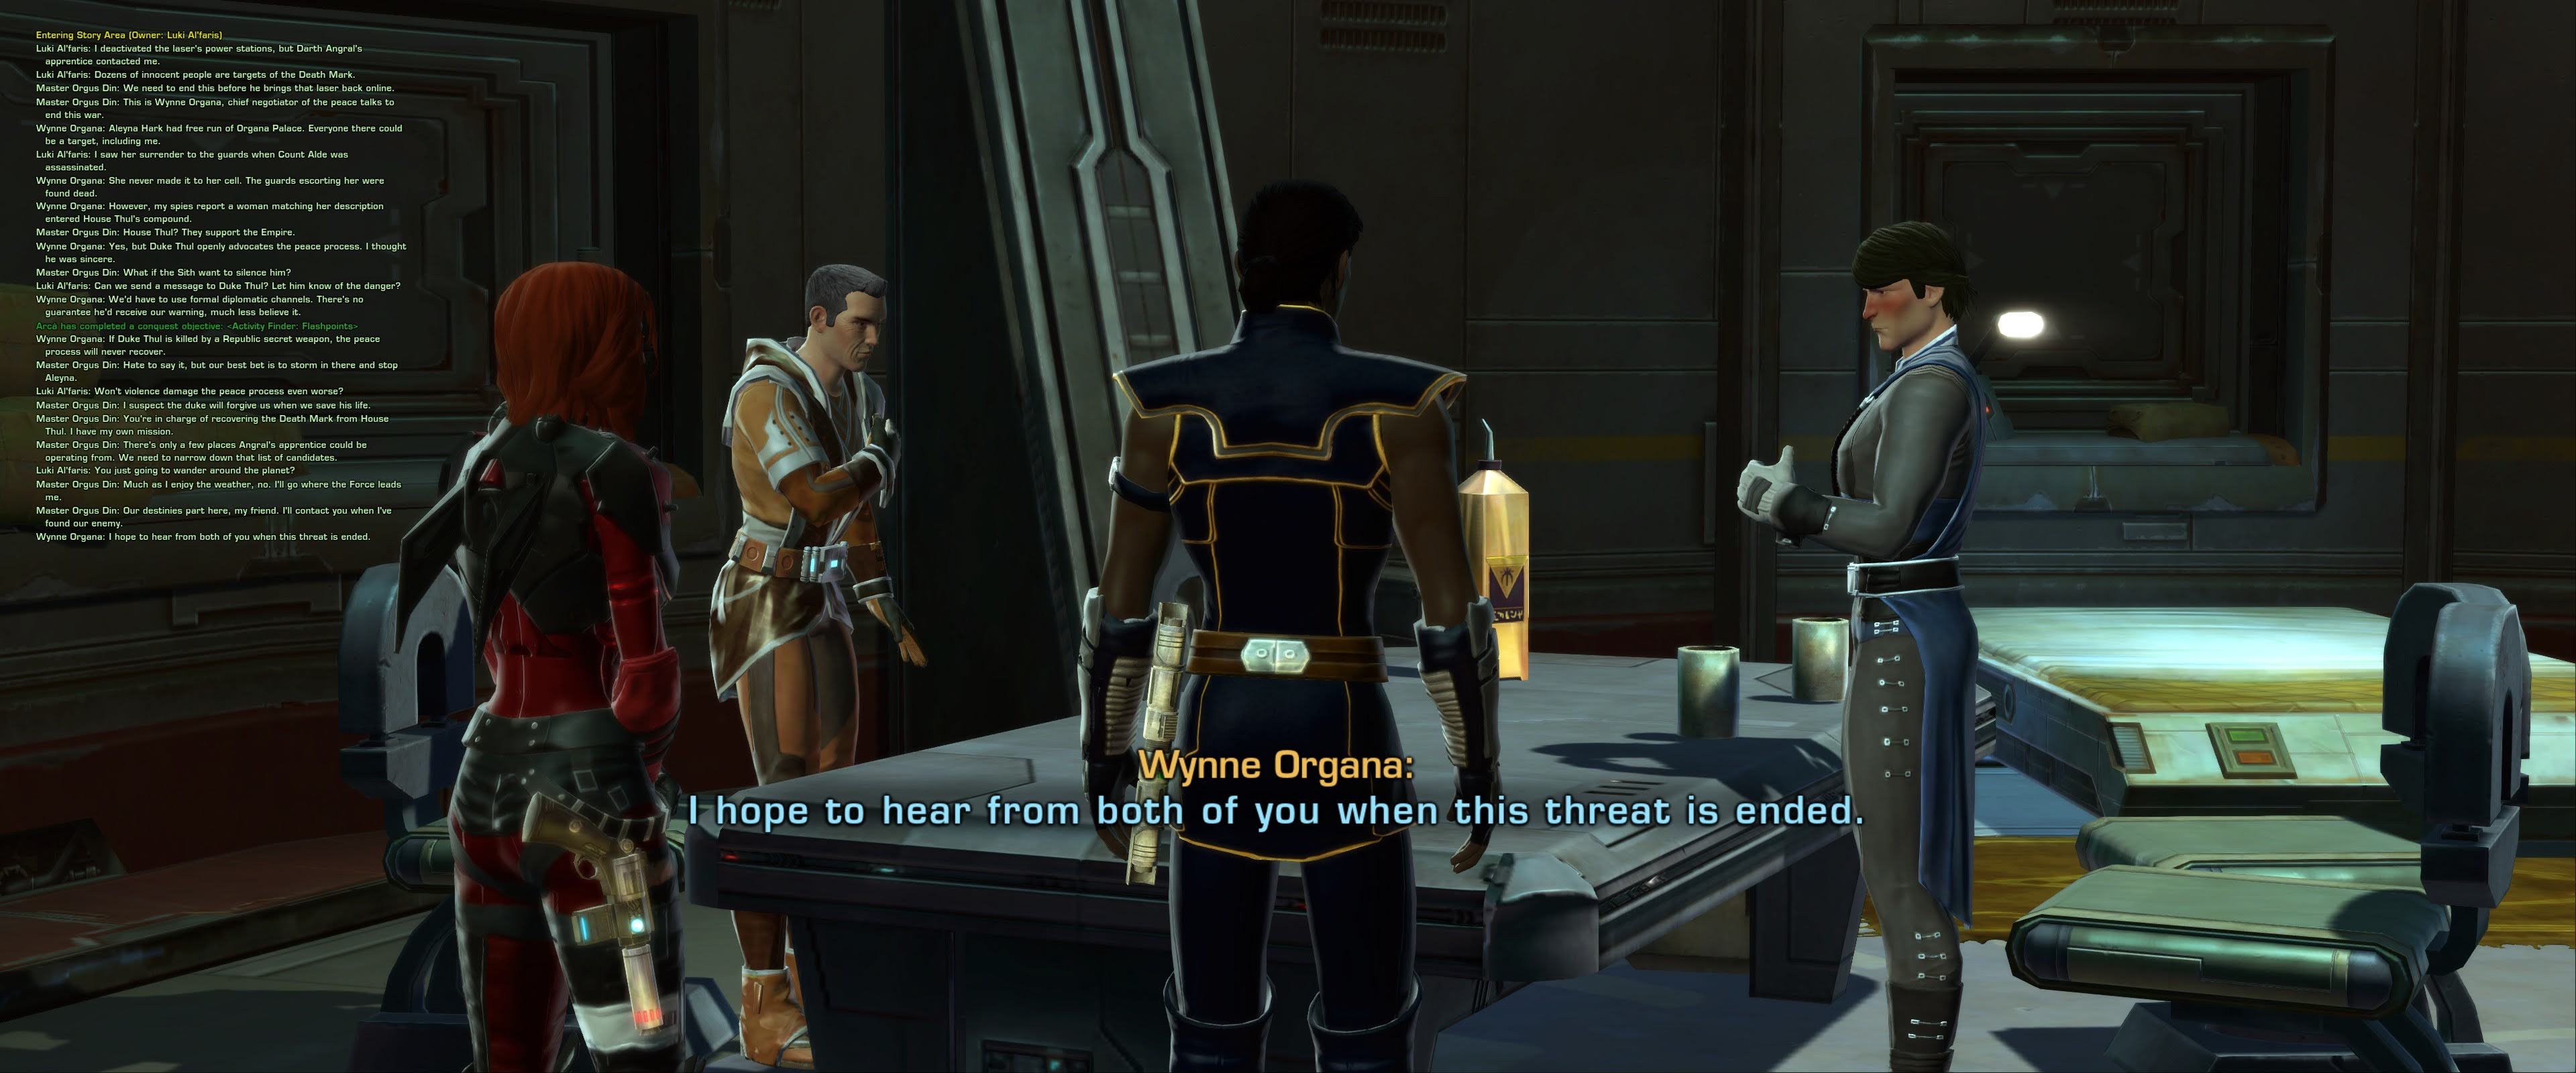 Entering Story Area (Owner: Luki Al'faris)
Luki Al'faris: I deactivated the laser's power stations, but Darth Angral's
apprentice contacted me.
Luki Al'faris: Dozens of innocent people are targets of the Death Mark.
Master Orgus Din: We need to end this before he brings that laser back online.
Master Orgus Din: This is Wynne Organa, chief negotiator of the peace talks to
end this war.
Wynne Organa: Aleyna Hark had free run of Organa Palace. Everyone there could
be a target, including me.
Luki Al'faris: I saw her surrender to the guards when Count Alde was
assassinated.
Wynne Organa: She never made it to her cell. The guards escorting her were
found dead.
Wynne Organa: However, my spies report a woman matching her description
entered House Thul's compound.
Master Orgus Din: House Thul? They support the Empire.
Wynne Organa: Yes, but Duke Thul openly advocates the peace process. I thought
he was sincere.
Master Orgus Din: What if the Sith want to silence him?
Luki Al'faris: Can we send a message to Duke Thul? Let him know of the danger?
Wynne Organa: We'd have to use formal diplomatic channels. There's no
guarantee he'd receive our warning, much less believe it.
Arcà has completed a conquest objective: <Activity Finder: Flashpoints>
Wynne Organa: If Duke Thul is killed by a Republic secret weapon, the peace
process will never recover.
Master Orgus Din: Hate to say it, but our best bet is to storm in there and stop
Aleyna.
Luki Al'faris: Won't violence damage the peace process even worse?
Master Orgus Din: I suspect the duke will forgive us when we save his life.
Master Orgus Din: You're in charge of recovering the Death Mark from House
Thul. I have my own mission.
Master Orgus Din: There's only a few places Angral's apprentice could be
operating from. We need to narrow down that list of candidates.
Luki Al'faris: You just going to wander around the planet?
Master Orgus Din: Much as I enjoy the weather, no. I'll go where the Force leads
me.
Master Orgus Din: Our destinies part here, my friend. I'll contact you when I've
found our enemy.
Wynne Organa: I hope to hear from both of you when this threat is ended.
Wynne Organa:
I hope to hear from both of you when this threat is ended.